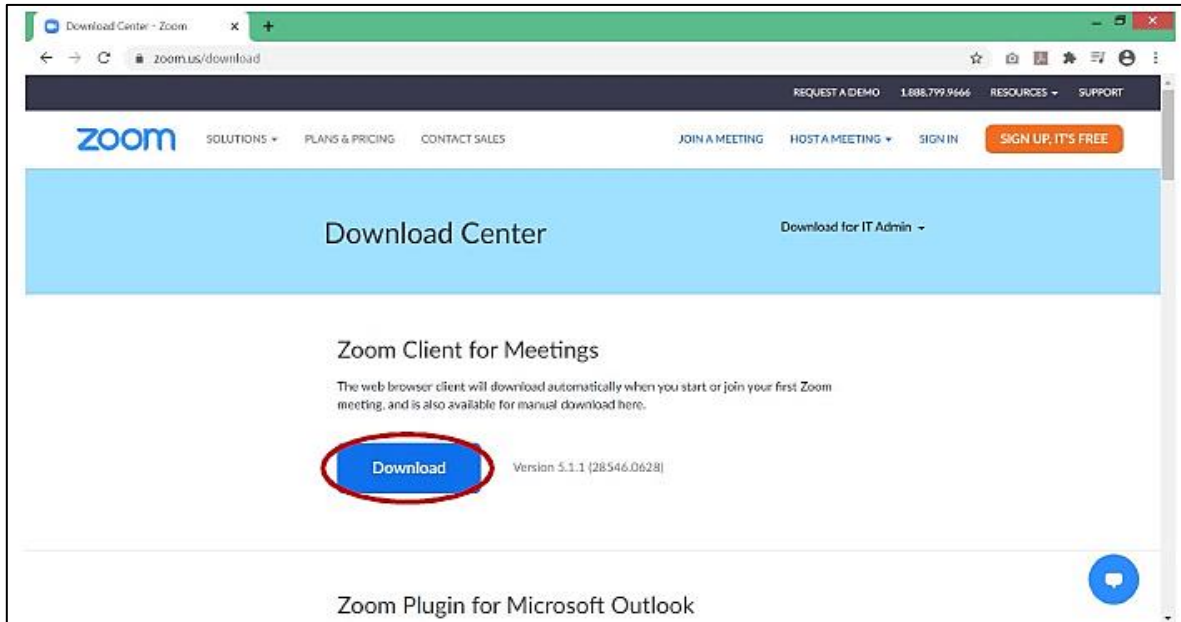 Download Center - Zoom
zoom.us/download
REQUEST A DEMO 1.888.799.9666 RESOURCES SUPPORT
zoom SOLUTIONS PLANS & PRICING CONTACT SALES JOIN A MEETING HOST A MEETING SIGN IN SIGN UP, IT'S FREE
Download Center Download for IT Admin
Zoom Client for Meetings
The web browser client will download automatically when you start or join your first Zoom
meeting, and is also available for manual download here.
Download Version 5.1.1 (28546.0628)
Zoom Plugin for Microsoft Outlook